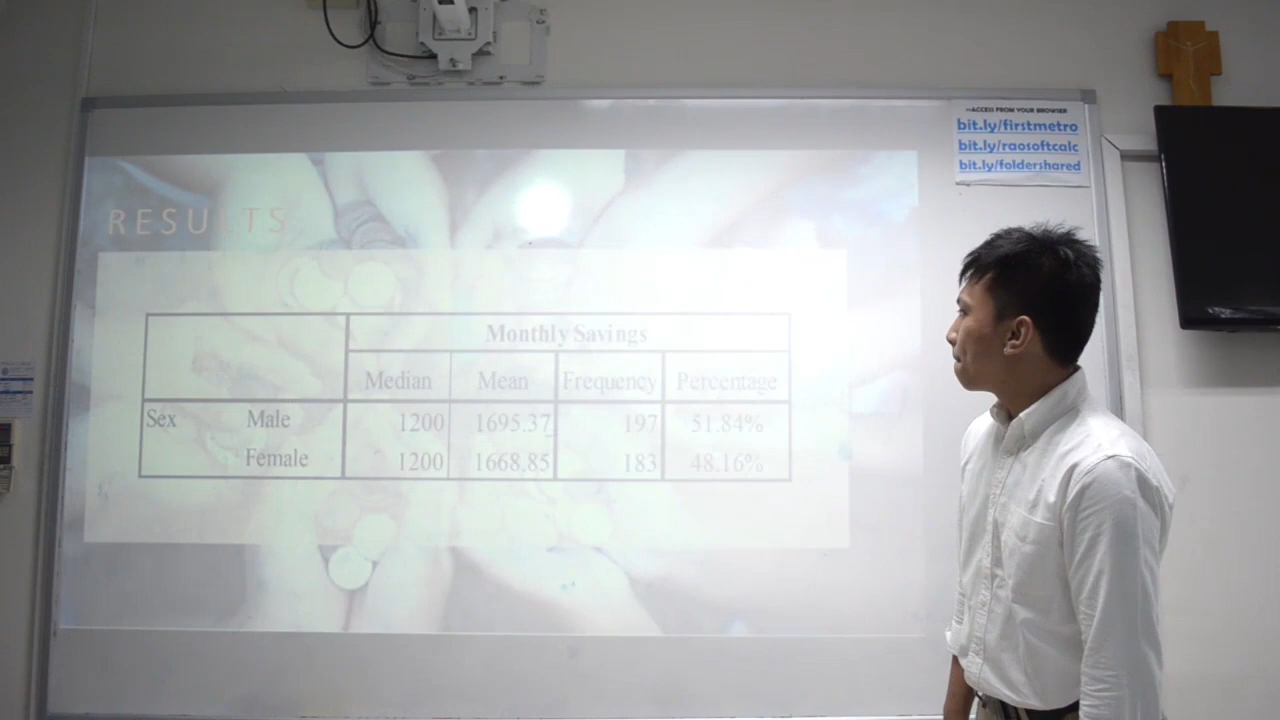 —ACCESS FROM YOUR BROWSER
bit.ly/firstmetro
bit.ly/raosoftcalc
bit.ly/foldershared
RESULTS
Monthly Savings
Median Mean Frequency Percentage
Sex Male 1200 1695.37 197 51.84%
Female 1200 1668.85 183 48.16%